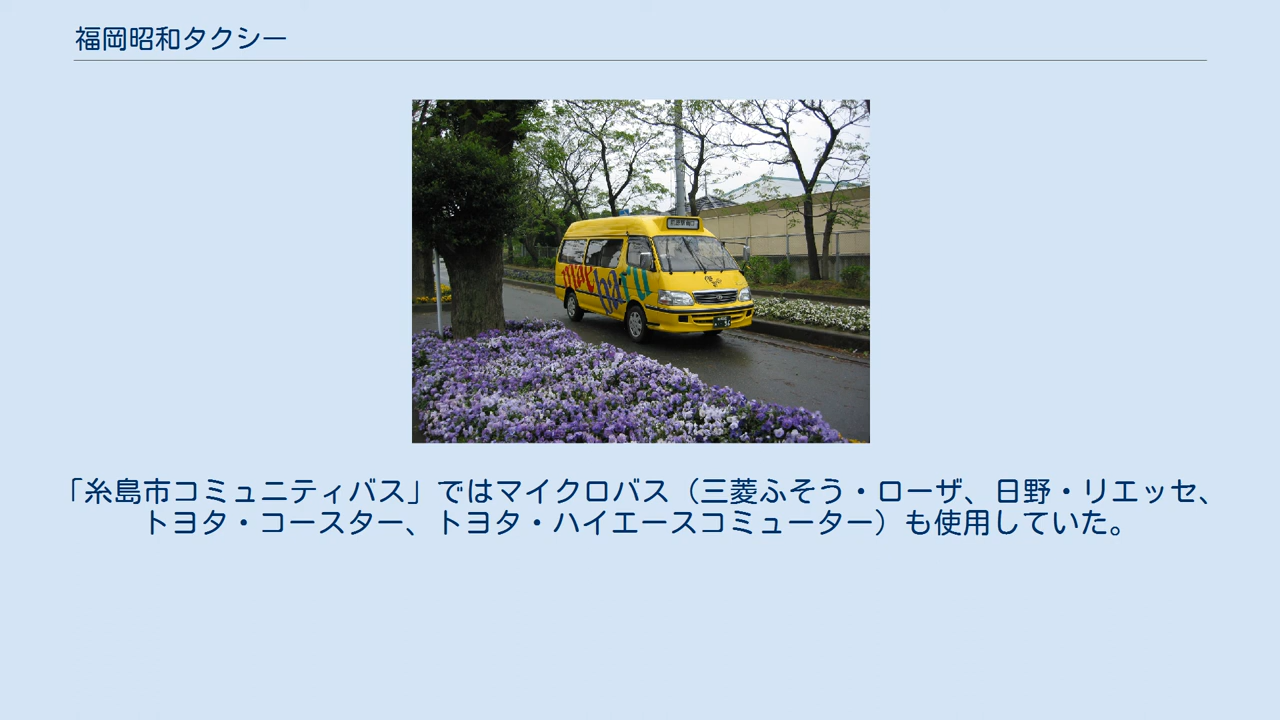 福岡昭和タクシー
mae haru
「糸島市コミュニティバス」ではマイクロバス（三菱ふそう・ローザ、日野・リエッセ、
トヨタ・コースター、トヨタ・ハイエースコミューター）も使用していた。